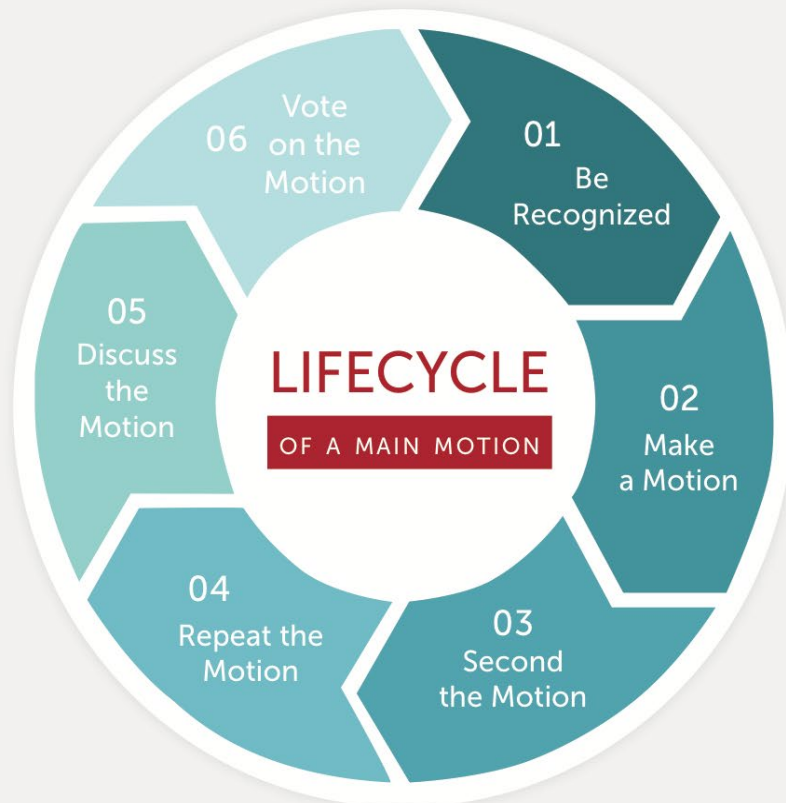 LIFECYCLE
OF A MAIN MOTION
01
Be
Recognized
02
Make
a Motion
03
Second
the Motion
04
Repeat the
Motion
05
Discuss
the
Motion
06
Vote
on the
Motion